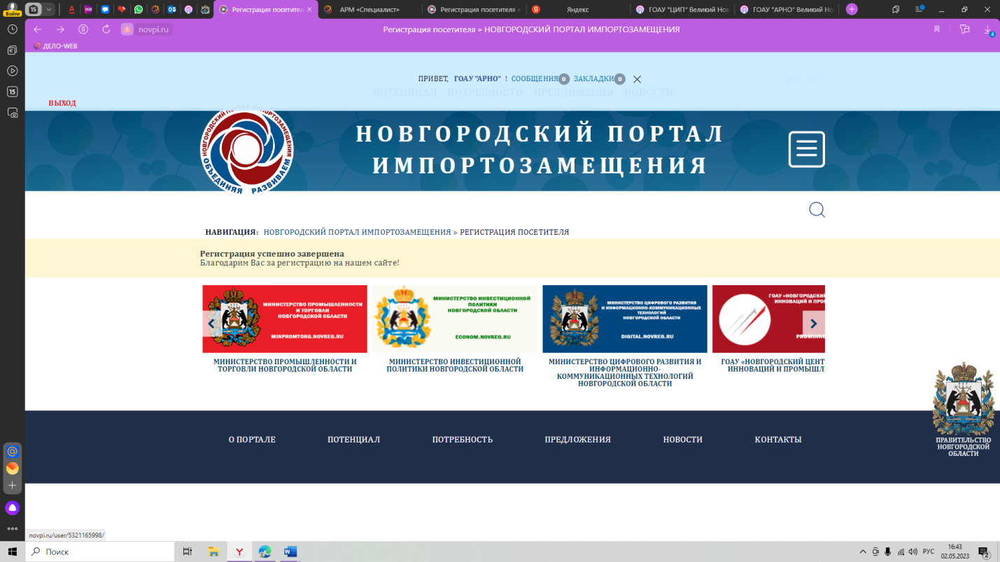 Войти
15
Регистрация посетител
АРМ «Специалист»
Регистрация посетителя
Яндекс
ГОАУ "ЦИП" Великий Нов
ГОАУ "АРНО" Великий Но
novpi.ru
Регистрация посетителя » НОВГОРОДСКИЙ ПОРТАЛ ИМПОРТОЗАМЕЩЕНИЯ
4
ДЕЛО-WEB
15
ПРИВЕТ, ГОАУ "АРНО" ! СООБЩЕНИЯ 0 ЗАКЛАДКИ 0
ПОТЕНЦИАЛ ПОТРЕБНОСТИ ПРЕДЛОЖЕНИЯ НОВОСТИ
ВЫХОД
НОВГОРОДСКИЙ ПОРТАЛ ИМПОРТОЗАМЕЩЕНИЯ
ОБЪЕДИНЯЯ РАЗВИВАЕМ
НОВГОРОДСКИЙ ПОРТАЛ
ИМПОРТОЗАМЕЩЕНИЯ
НАВИГАЦИЯ: НОВГОРОДСКИЙ ПОРТАЛ ИМПОРТОЗАМЕЩЕНИЯ » РЕГИСТРАЦИЯ ПОСЕТИТЕЛЯ
Регистрация успешно завершена
Благодарим Вас за регистрацию на нашем сайте!
МИНИСТЕРСТВО ПРОМЫШЛЕННОСТИ
И ТОРГОВЛИ
НОВГОРОДСКОЙ ОБЛАСТИ
MINPROMTORG.NOVREG.RU
МИНИСТЕРСТВО ИНВЕСТИЦИОННОЙ
ПОЛИТИКИ
НОВГОРОДСКОЙ ОБЛАСТИ
ECONOM.NOVREG.RU
МИНИСТЕРСТВО ЦИФРОВОГО РАЗВИТИЯ
И ИНФОРМАЦИОННО-КОММУНИКАЦИОННЫХ
ТЕХНОЛОГИЙ
НОВГОРОДСКОЙ ОБЛАСТИ
DIGITAL.NOVREG.RU
ГОАУ «НОВГОРОДСКИЙ
ИННОВАЦИЙ И ПРО
PROMINNO
МИНИСТЕРСТВО ПРОМЫШЛЕННОСТИ И
ТОРГОВЛИ НОВГОРОДСКОЙ ОБЛАСТИ
МИНИСТЕРСТВО ИНВЕСТИЦИОННОЙ
ПОЛИТИКИ НОВГОРОДСКОЙ ОБЛАСТИ
МИНИСТЕРСТВО ЦИФРОВОГО РАЗВИТИЯ И
ИНФОРМАЦИОННО-
КОММУНИКАЦИОННЫХ ТЕХНОЛОГИЙ
НОВГОРОДСКОЙ ОБЛАСТИ
ГОАУ «НОВГОРОДСКИЙ ЦЕНТ
ИННОВАЦИЙ И ПРОМЫШЛ
О ПОРТАЛЕ ПОТЕНЦИАЛ ПОТРЕБНОСТЬ ПРЕДЛОЖЕНИЯ НОВОСТИ КОНТАКТЫ
ПРАВИТЕЛЬСТВО
НОВГОРОДСКОЙ
ОБЛАСТИ
novpi.ru/user/5321165998/
Поиск
РУС
16:43
02.05.2023
2